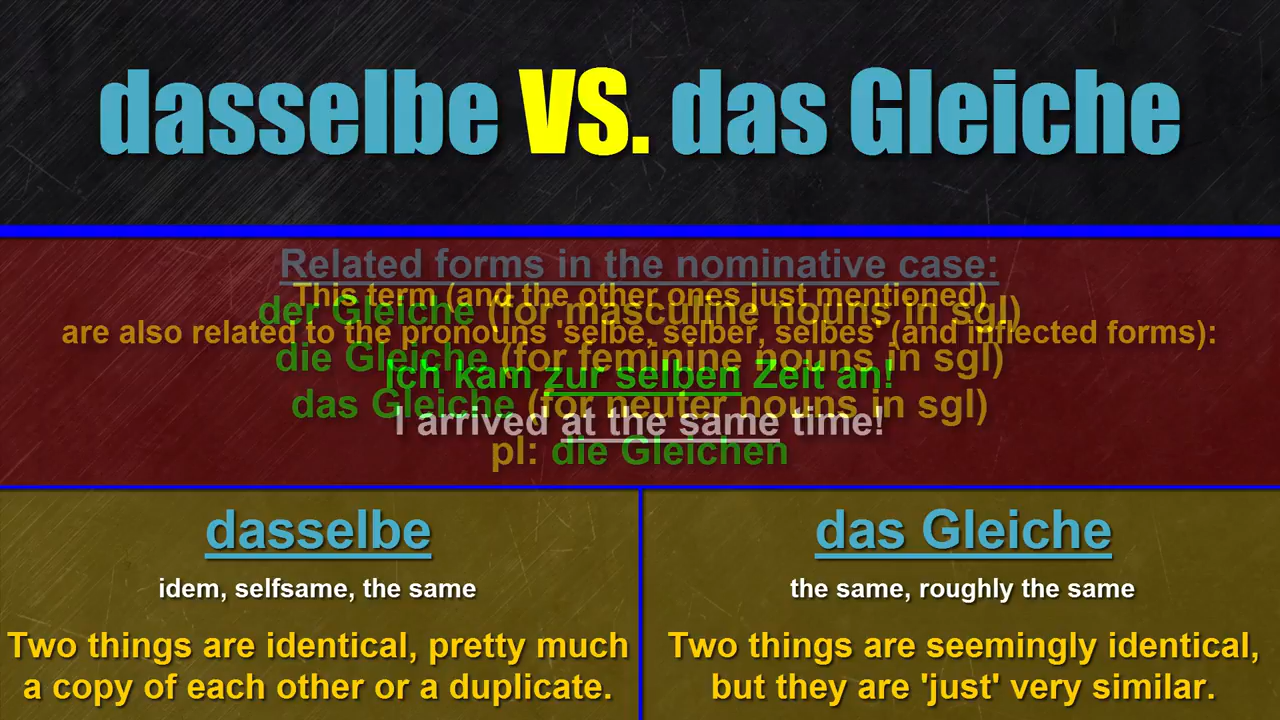 dasselbe VS. das Gleiche
Related forms in the nominative case:
This term (and the other ones just mentioned)
der Gleiche (for masculine nouns in sgl)
are also related to the pronouns 'selbe, selber, selbes' (and inflected forms):
die Gleiche (for feminine nouns in sgl)
Ich kam zur selben Zeit an!
das Gleiche (for neuter nouns in sgl)
I arrived at the same time!
pl: die Gleichen
dasselbe
idem, selfsame, the same
Two things are identical, pretty much
a copy of each other or a duplicate.
das Gleiche
the same, roughly the same
Two things are seemingly identical,
but they are 'just' very similar.